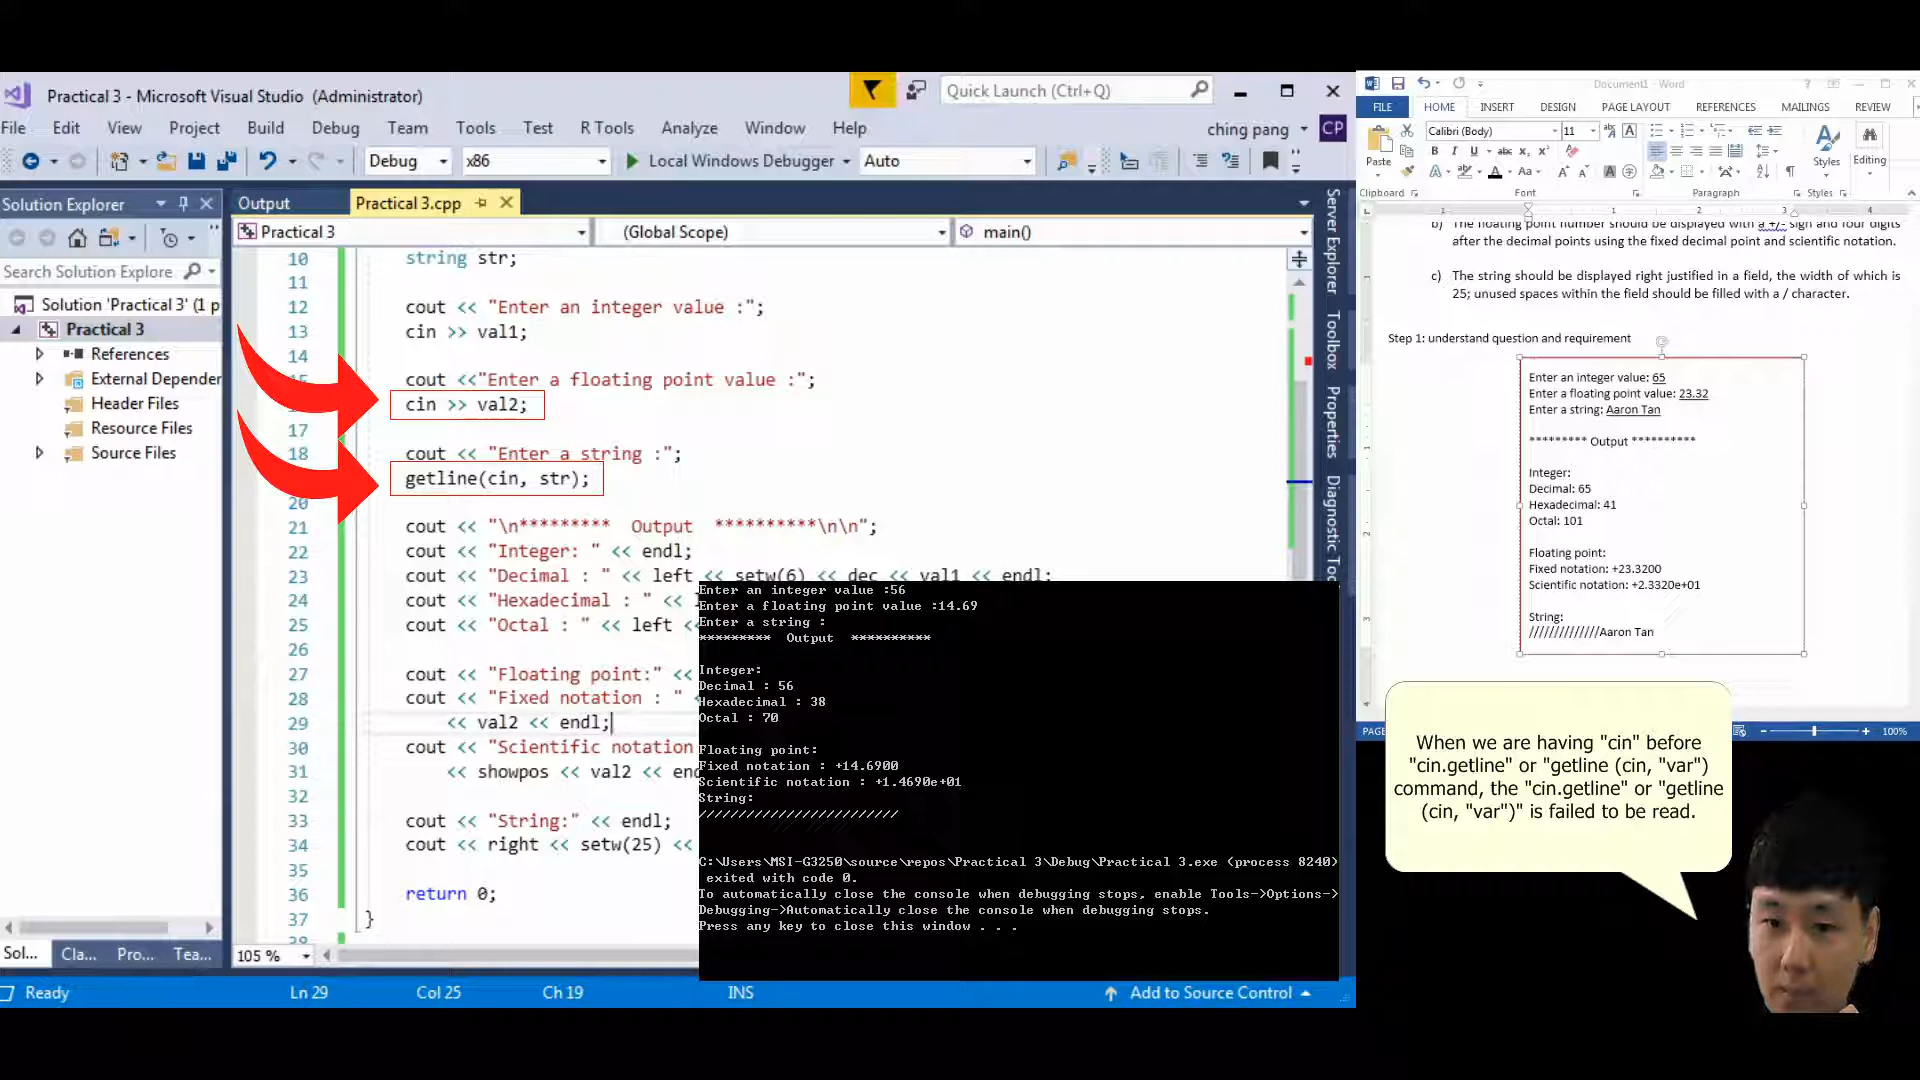 Practical 3 - Microsoft Visual Studio (Administrator)
Quick Launch (Ctrl+Q)
File Edit View Project Build Debug Team Tools Test R Tools Analyze Window Help
ching pang
CP
Debug x86 Local Windows Debugger Auto
Solution Explorer
Search Solution Explore
Solution 'Practical 3' (1 p
Practical 3
References
External Depender
Header Files
Resource Files
Source Files
Sol... Cla... Pro... Tea...
Output Practical 3.cpp
Practical 3 (Global Scope) main()
10 string str;
11
12 cout << "Enter an integer value :";
13 cin >> val1;
14
cout <<"Enter a floating point value :";
cin >> val2;
17
18 cout << "Enter a string :";
getline(cin, str);
20
21 cout << "\n********* Output **********\n\n";
22 cout << "Integer: " << endl;
23 cout << "Decimal : " << left << setw(6) << dec << val1 << endl;
24 cout << "Hexadecimal : " <<
25 cout << "Octal : " << left <<
26
27 cout << "Floating point:" <<
28 cout << "Fixed notation : "
29 << val2 << endl;
30 cout << "Scientific notation
31 << showpos << val2 << en
32
33 cout << "String:" << endl;
34 cout << right << setw(25) <<
35
36 return 0;
37 }
38
105 %
Server Explorer
Toolbox
Properties
Diagnostic To
Ready Ln 29 Col 25 Ch 19 INS Add to Source Control
Enter an integer value :56
Enter a floating point value :14.69
Enter a string :
********* Output **********
Integer:
Decimal : 56
Hexadecimal : 38
Octal : 70
Floating point:
Fixed notation : +14.6900
Scientific notation : +1.4690e+01
String:
/////////////////////////
C:\Users\MSI-G3250\source\repos\Practical 3\Debug\Practical 3.exe (process 8240)
exited with code 0.
To automatically close the console when debugging stops, enable Tools->Options->
Debugging->Automatically close the console when debugging stops.
Press any key to close this window . . .
Document1 - Word
FILE HOME INSERT DESIGN PAGE LAYOUT REFERENCES MAILINGS REVIEW
Calibri (Body) 11
Paste
Styles
Editing
Clipboard Font Paragraph Styles
b) The floating point number should be displayed with a +/- sign and four digits
after the decimal points using the fixed decimal point and scientific notation.
c) The string should be displayed right justified in a field, the width of which is
25; unused spaces within the field should be filled with a / character.
Step 1: understand question and requirement
Enter an integer value: 65
Enter a floating point value: 23.32
Enter a string: Aaron Tan
********* Output **********
Integer:
Decimal: 65
Hexadecimal: 41
Octal: 101
Floating point:
Fixed notation: +23.3200
Scientific notation: +2.3320e+01
String:
////////////////Aaron Tan
PAGE
100%
When we are having "cin" before
"cin.getline" or "getline (cin, "var")
command, the "cin.getline" or "getline
(cin, "var")" is failed to be read.